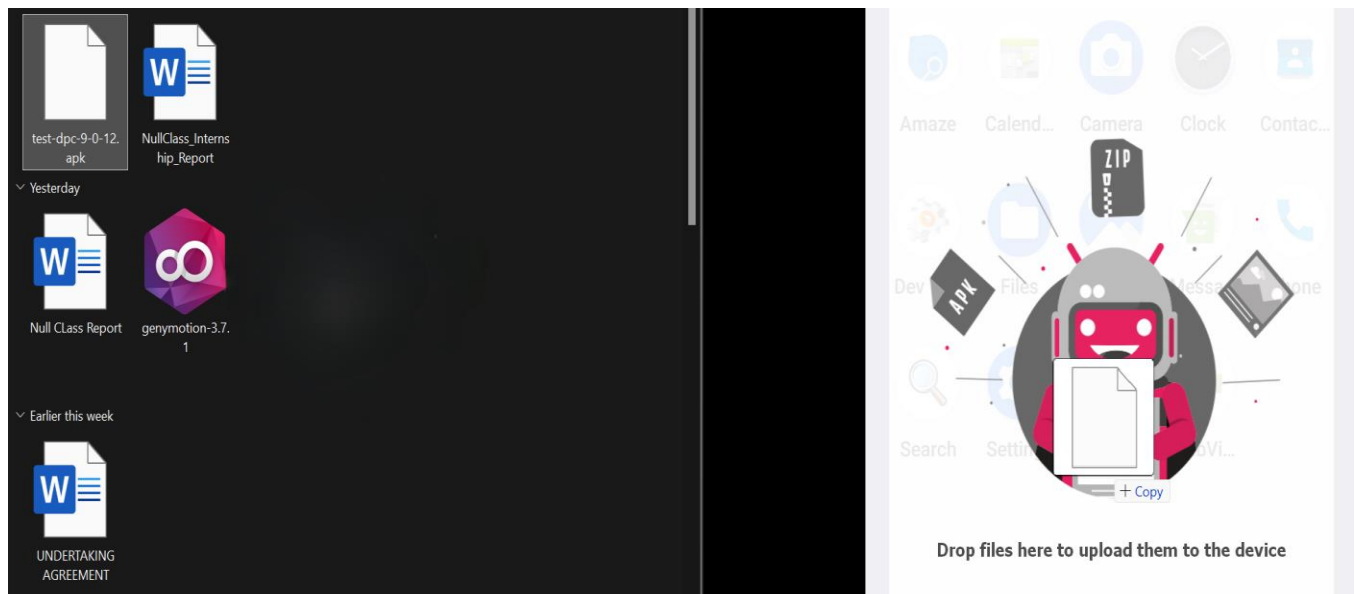 test-dpc-9-0-12.
apk
NullClass_Interns
hip_Report
Yesterday
Null CLass Report
genymotion-3.7.
1
Earlier this week
UNDERTAKING
AGREEMENT
Amaze
Calend...
Camera
Clock
Contac...
ZIP
Dev
APK
Files
Messa
one
Search
Settin
oVi...
+ Copy
Drop files here to upload them to the device